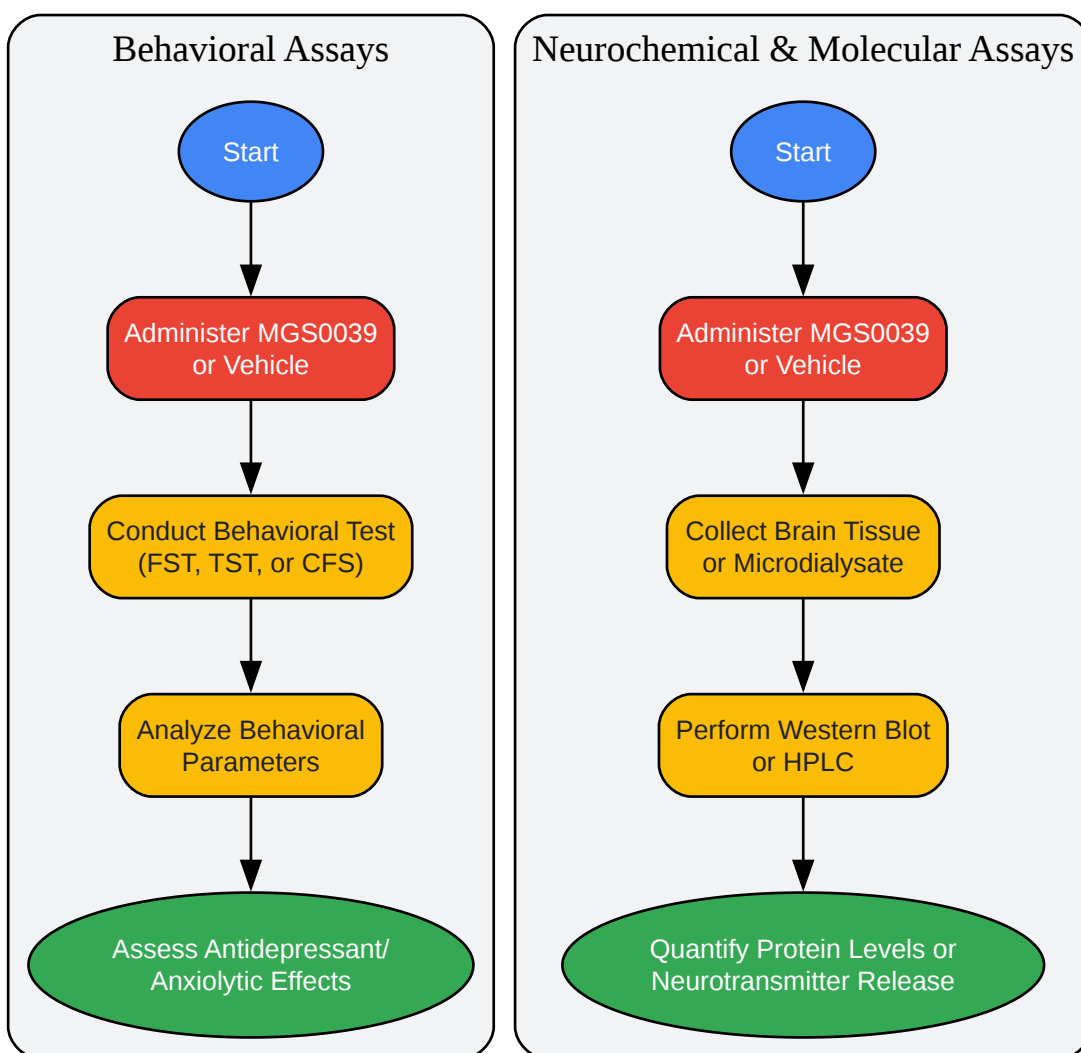 Behavioral Assays
Start
Administer MGS0039
or Vehicle
Conduct Behavioral Test
(FST, TST, or CFS)
Analyze Behavioral
Parameters
Assess Antidepressant/
Anxiolytic Effects
Neurochemical & Molecular Assays
Start
Administer MGS0039
or Vehicle
Collect Brain Tissue
or Microdialysate
Perform Western Blot
or HPLC
Quantify Protein Levels or
Neurotransmitter Release